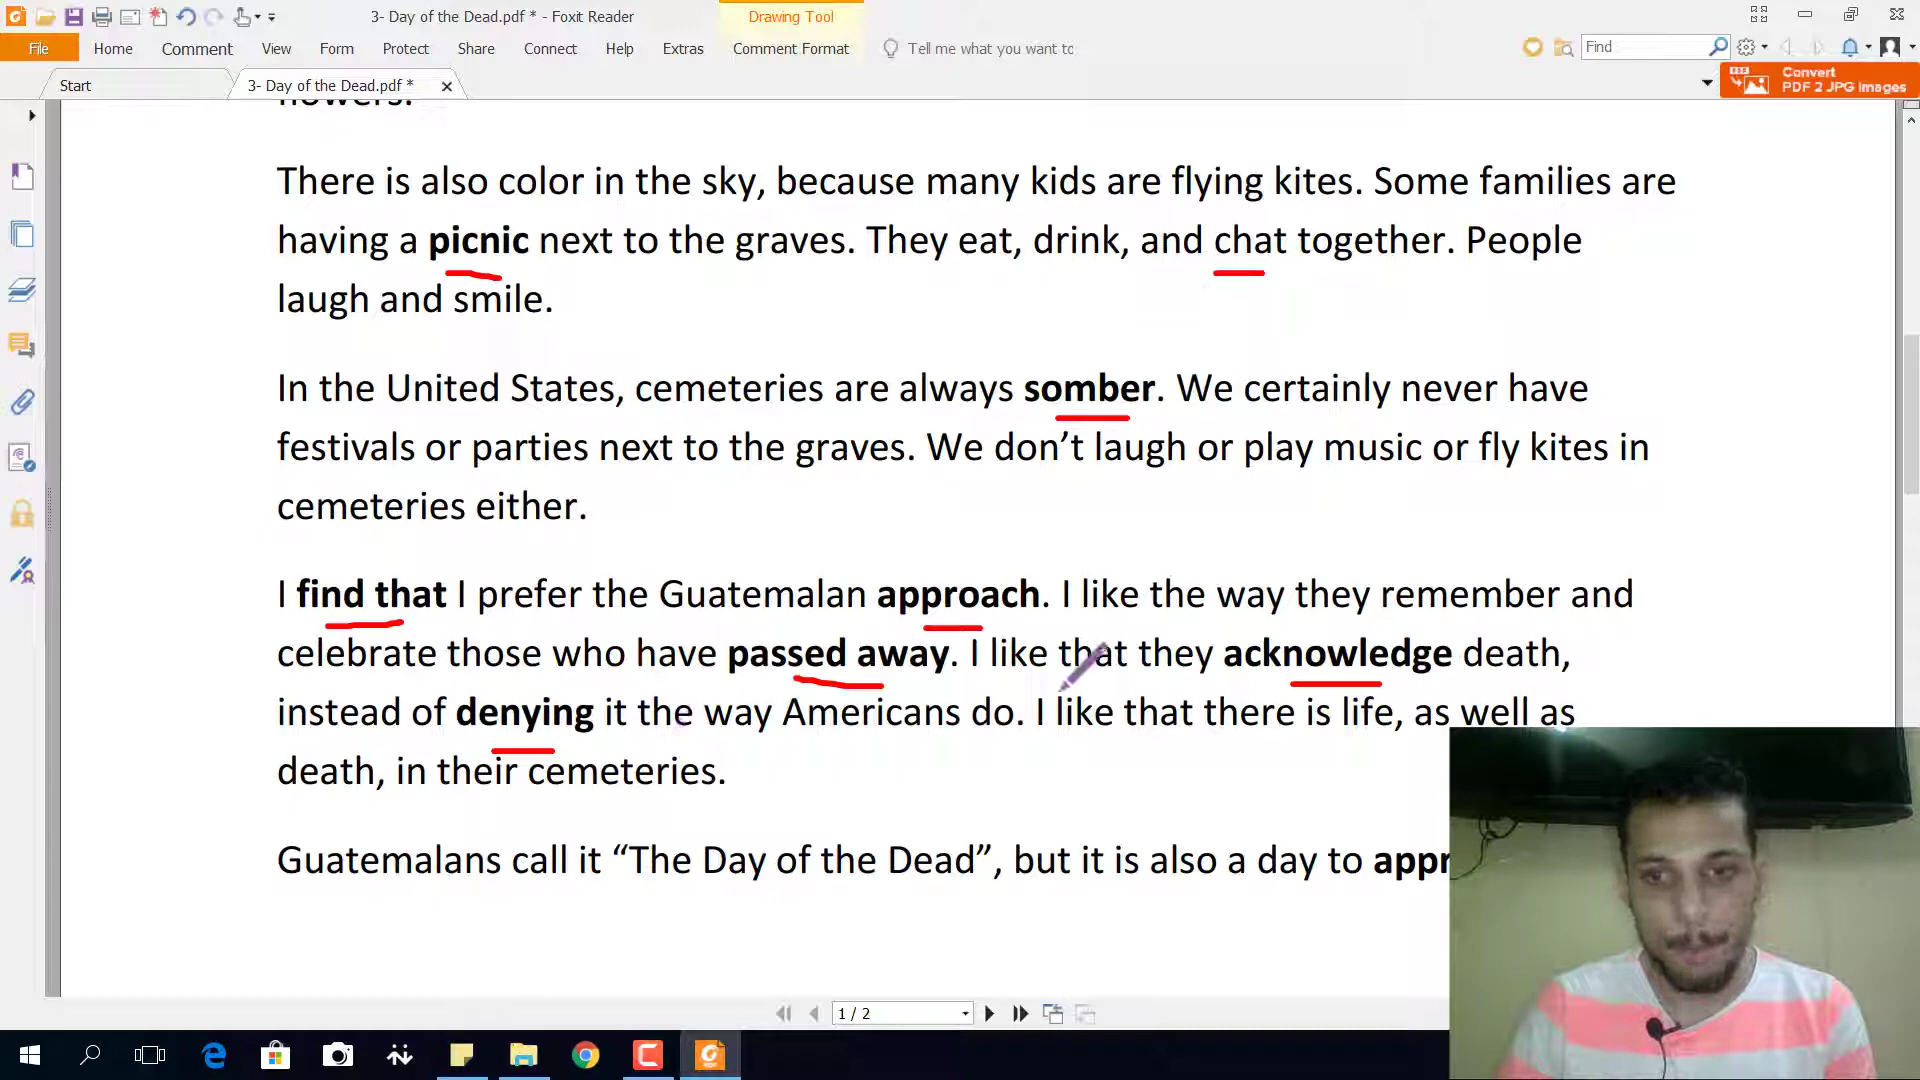 3- Day of the Dead.pdf * - Foxit Reader
Drawing Tool
File Home Comment View Form Protect Share Connect Help Extras Comment Format Tell me what you want to Find
Start 3- Day of the Dead.pdf *
Convert
PDF 2 JPG Images
There is also color in the sky, because many kids are flying kites. Some families are
having a picnic next to the graves. They eat, drink, and chat together. People
laugh and smile.
In the United States, cemeteries are always somber. We certainly never have
festivals or parties next to the graves. We don’t laugh or play music or fly kites in
cemeteries either.
I find that I prefer the Guatemalan approach. I like the way they remember and
celebrate those who have passed away. I like that they acknowledge death,
instead of denying it the way Americans do. I like that there is life, as well as
death, in their cemeteries.
Guatemalans call it “The Day of the Dead”, but it is also a day to
1 / 2